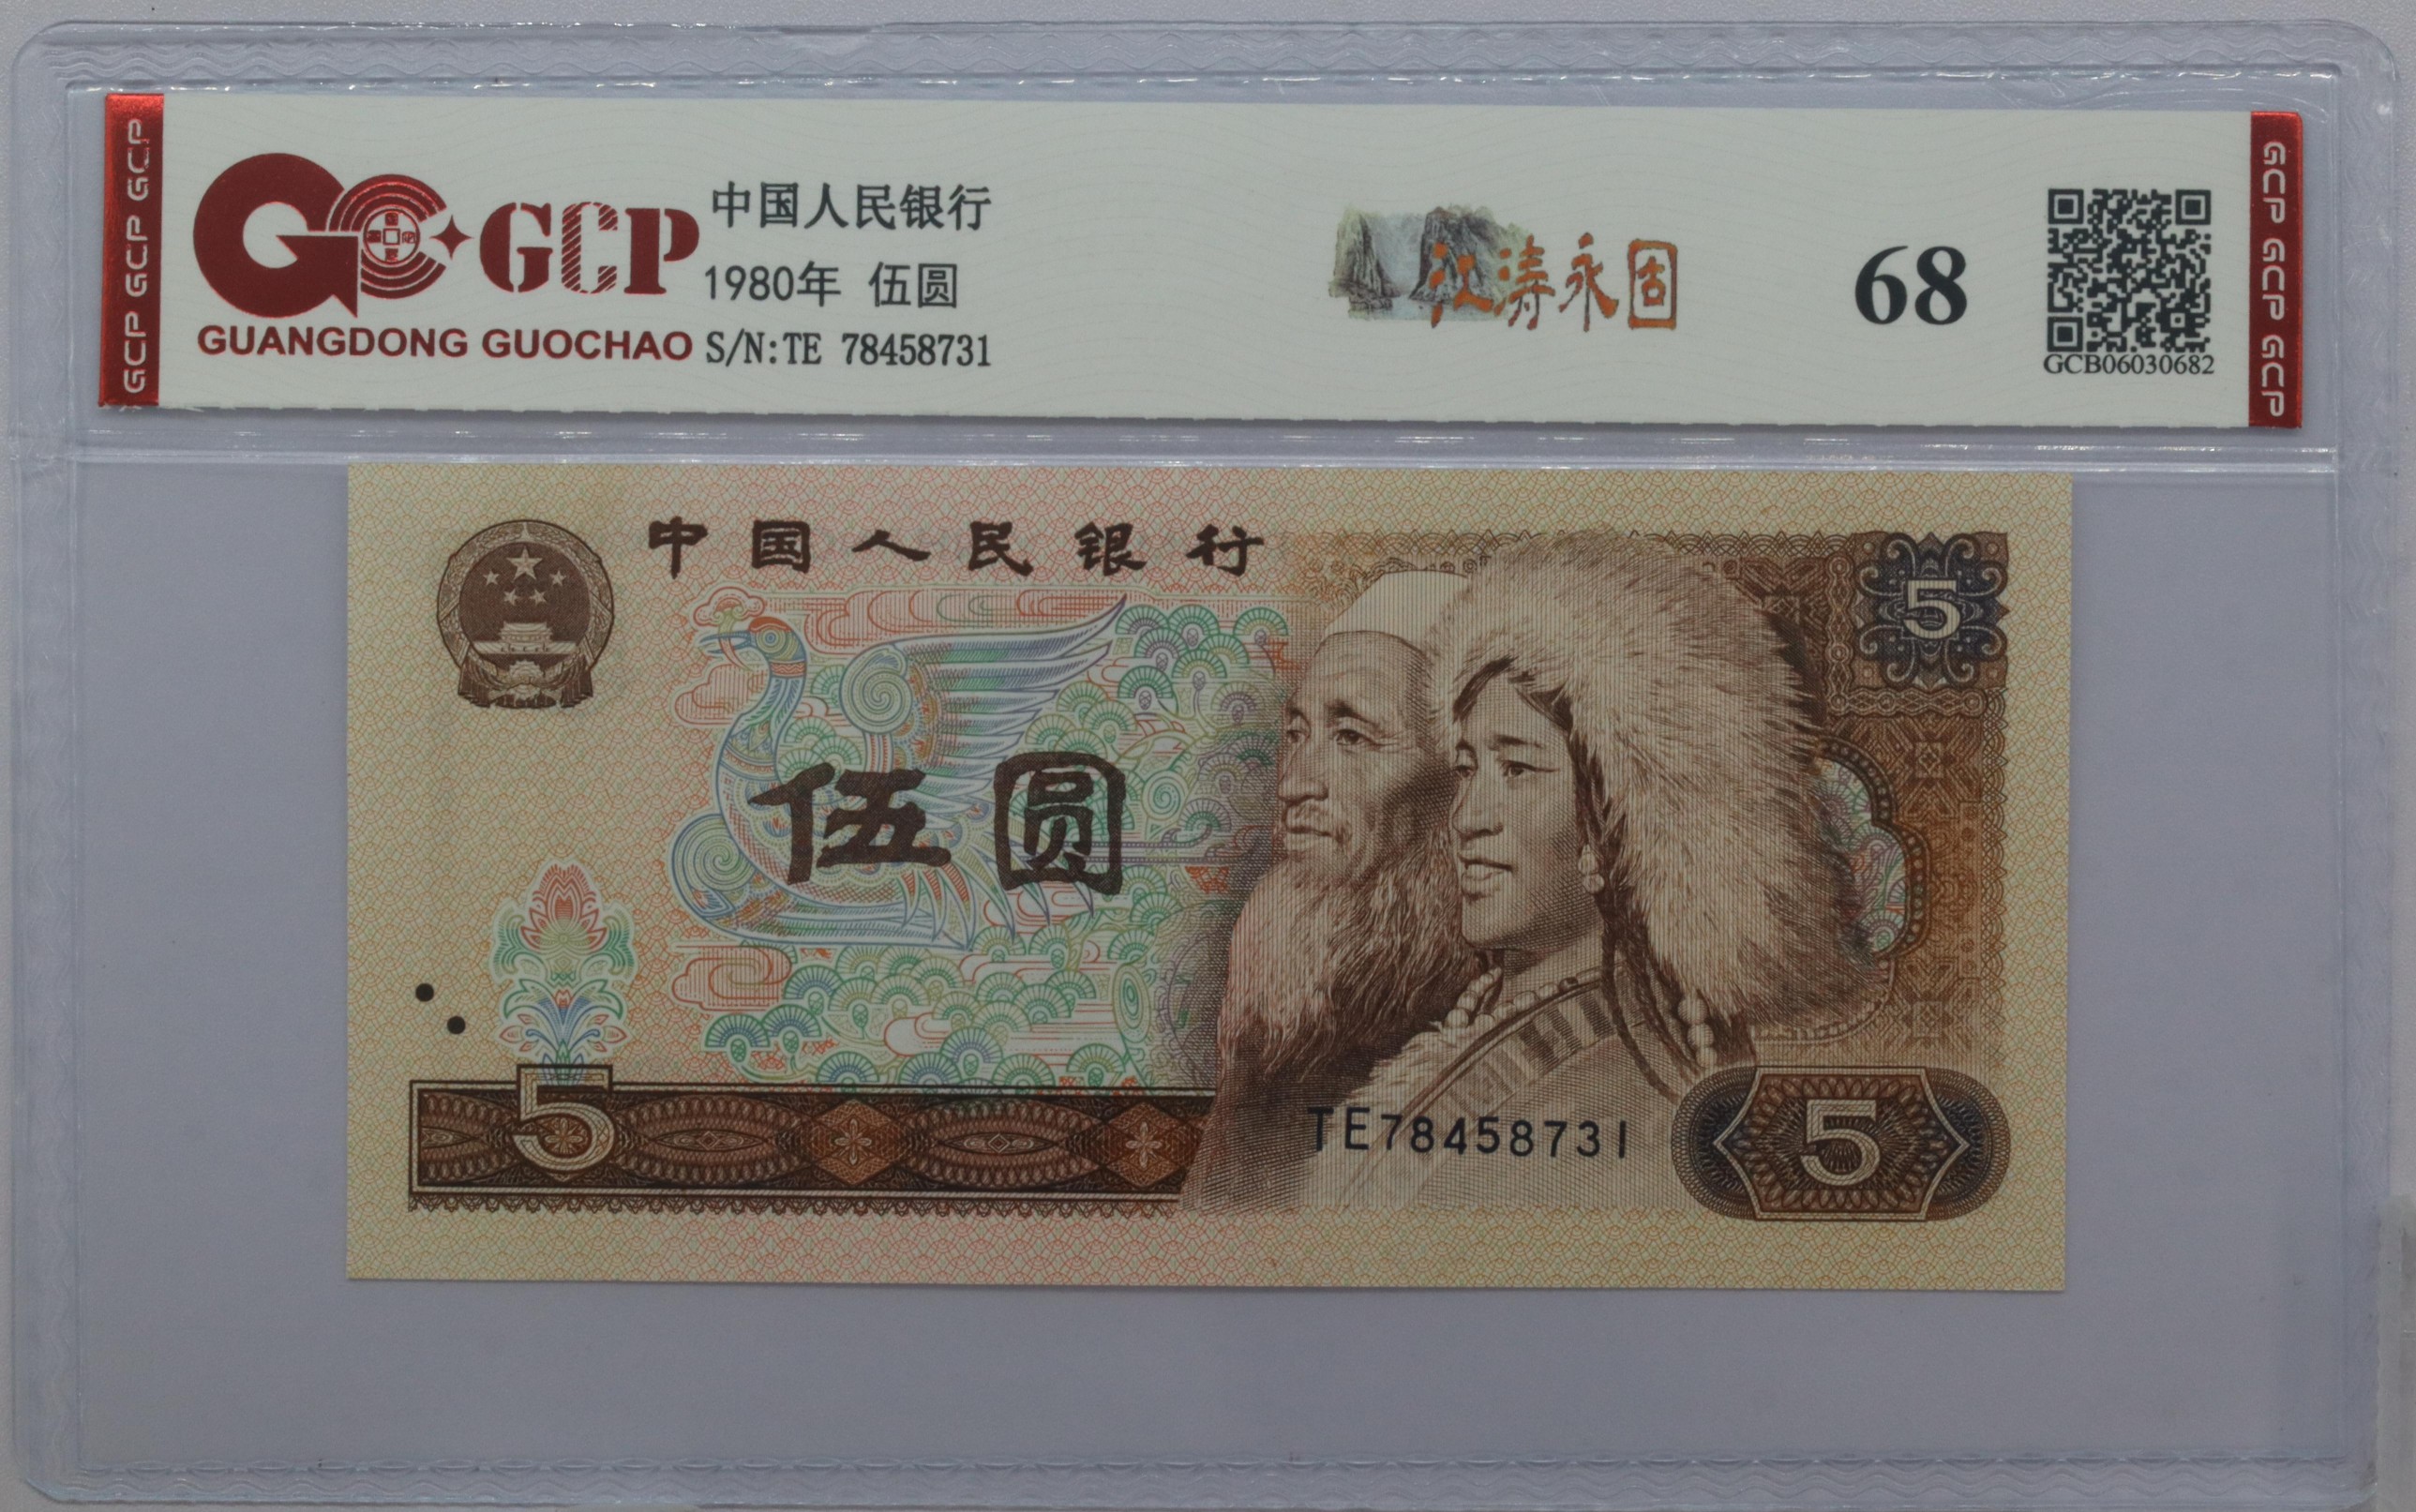 GCP GCP GCP
GCP
GUANGDONG GUOCHAO
中国人民银行
1980年 伍圆
S/N:TE 78458731
江涛永固
68
GCB06030682
GCP GCP GCP
中国人民银行
5
伍圆
5
TE78458731
5